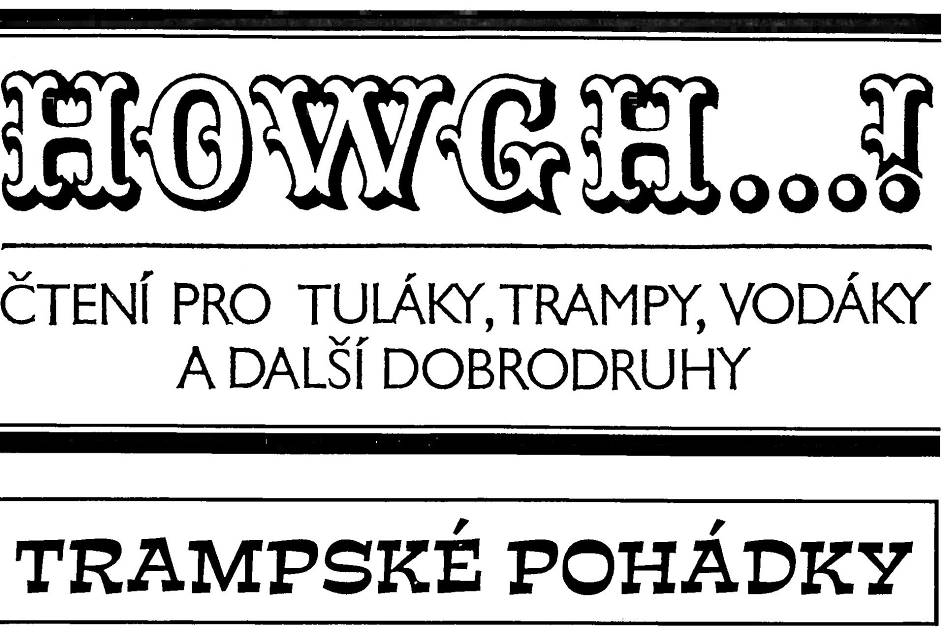 HOWGH...!
ČTENÍ PRO TULÁKY, TRAMPY, VODÁKY
A DALŠÍ DOBRODRUHY
TRAMPSKÉ POHÁDKY